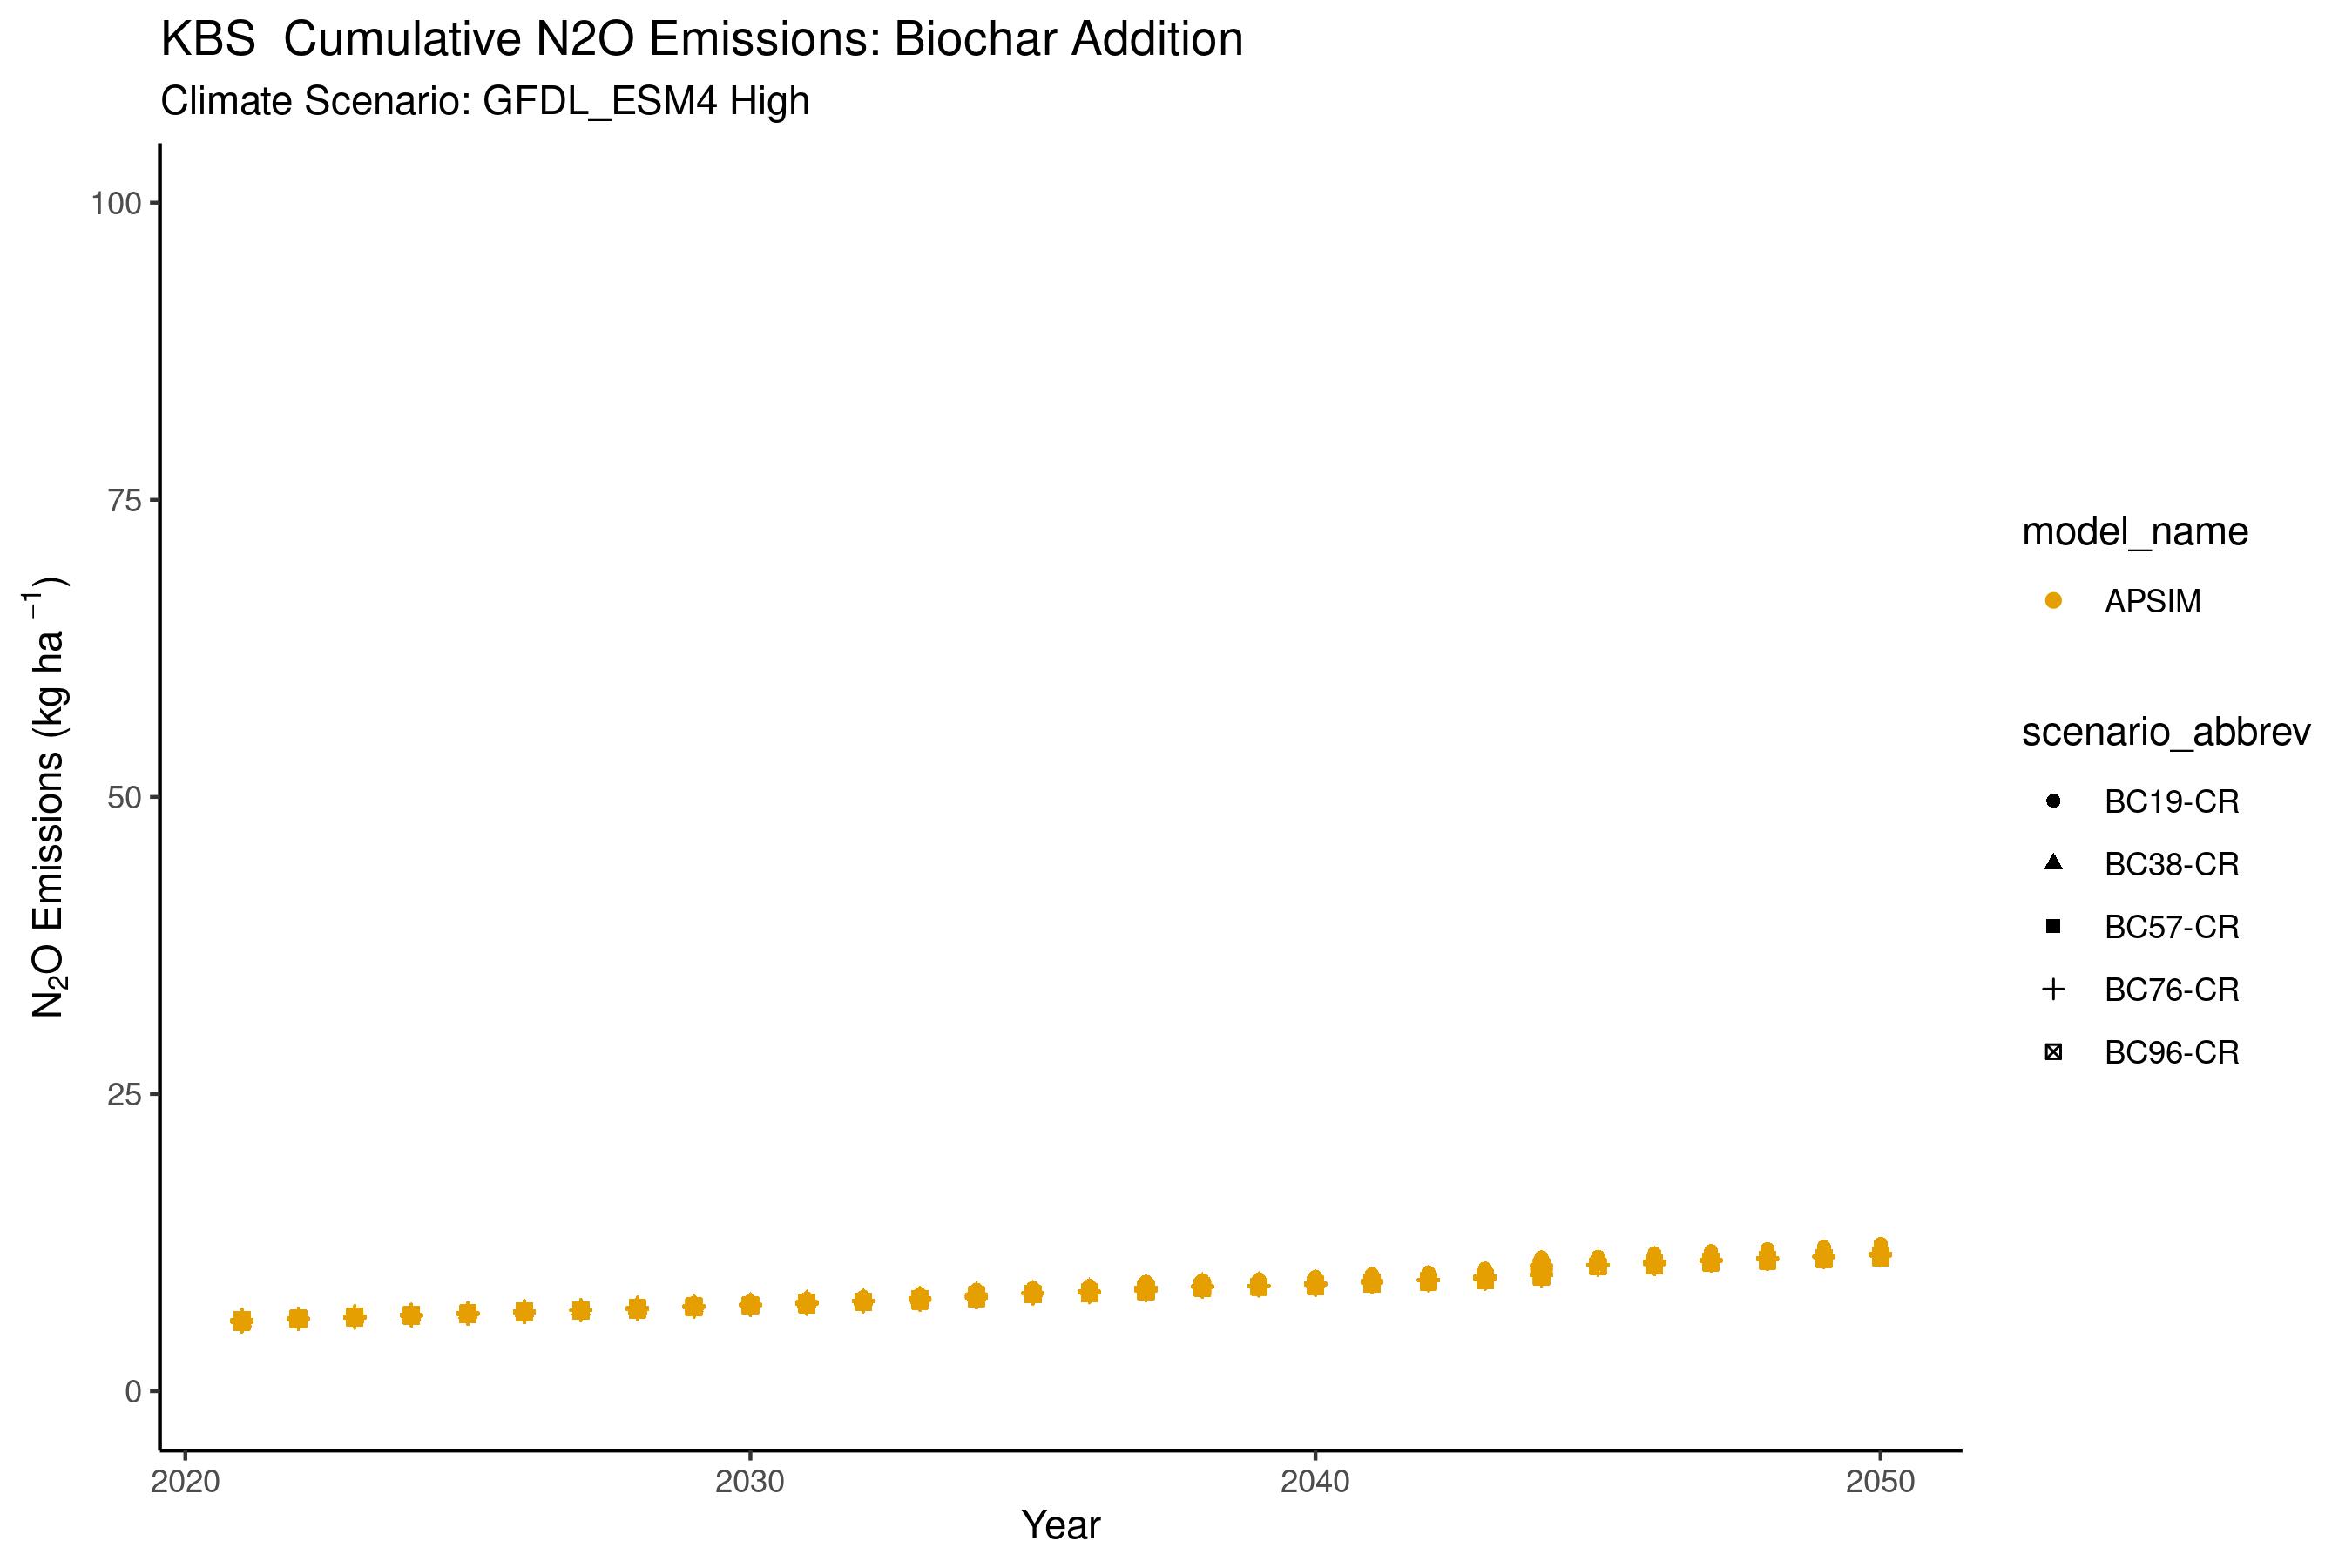 KBS  Cumulative N2O Emissions: Biochar Addition
Climate Scenario: GFDL_ESM4 High
N₂O Emissions (kg ha⁻¹)
100
75
50
25
0
2020
2030
2040
2050
Year
model_name
APSIM
scenario_abbrev
BC19-CR
BC38-CR
BC57-CR
BC76-CR
BC96-CR